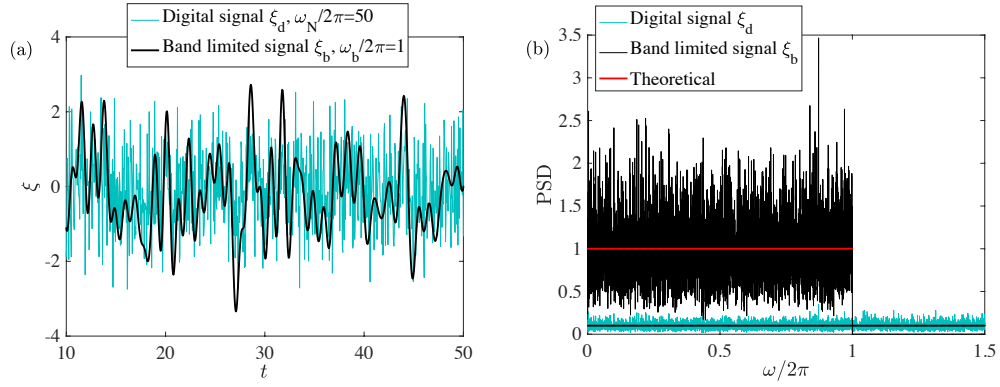 (a)
Digital signal ξd, ωN/2π=50
Band limited signal ξb, ωb/2π=1
4
2
0
-2
-4
ξ
10
20
30
40
50
t
(b)
Digital signal ξd
Band limited signal ξb
Theoretical
3.5
3
2.5
2
1.5
1
0.5
0
PSD
0
0.5
1
1.5
ω/2π